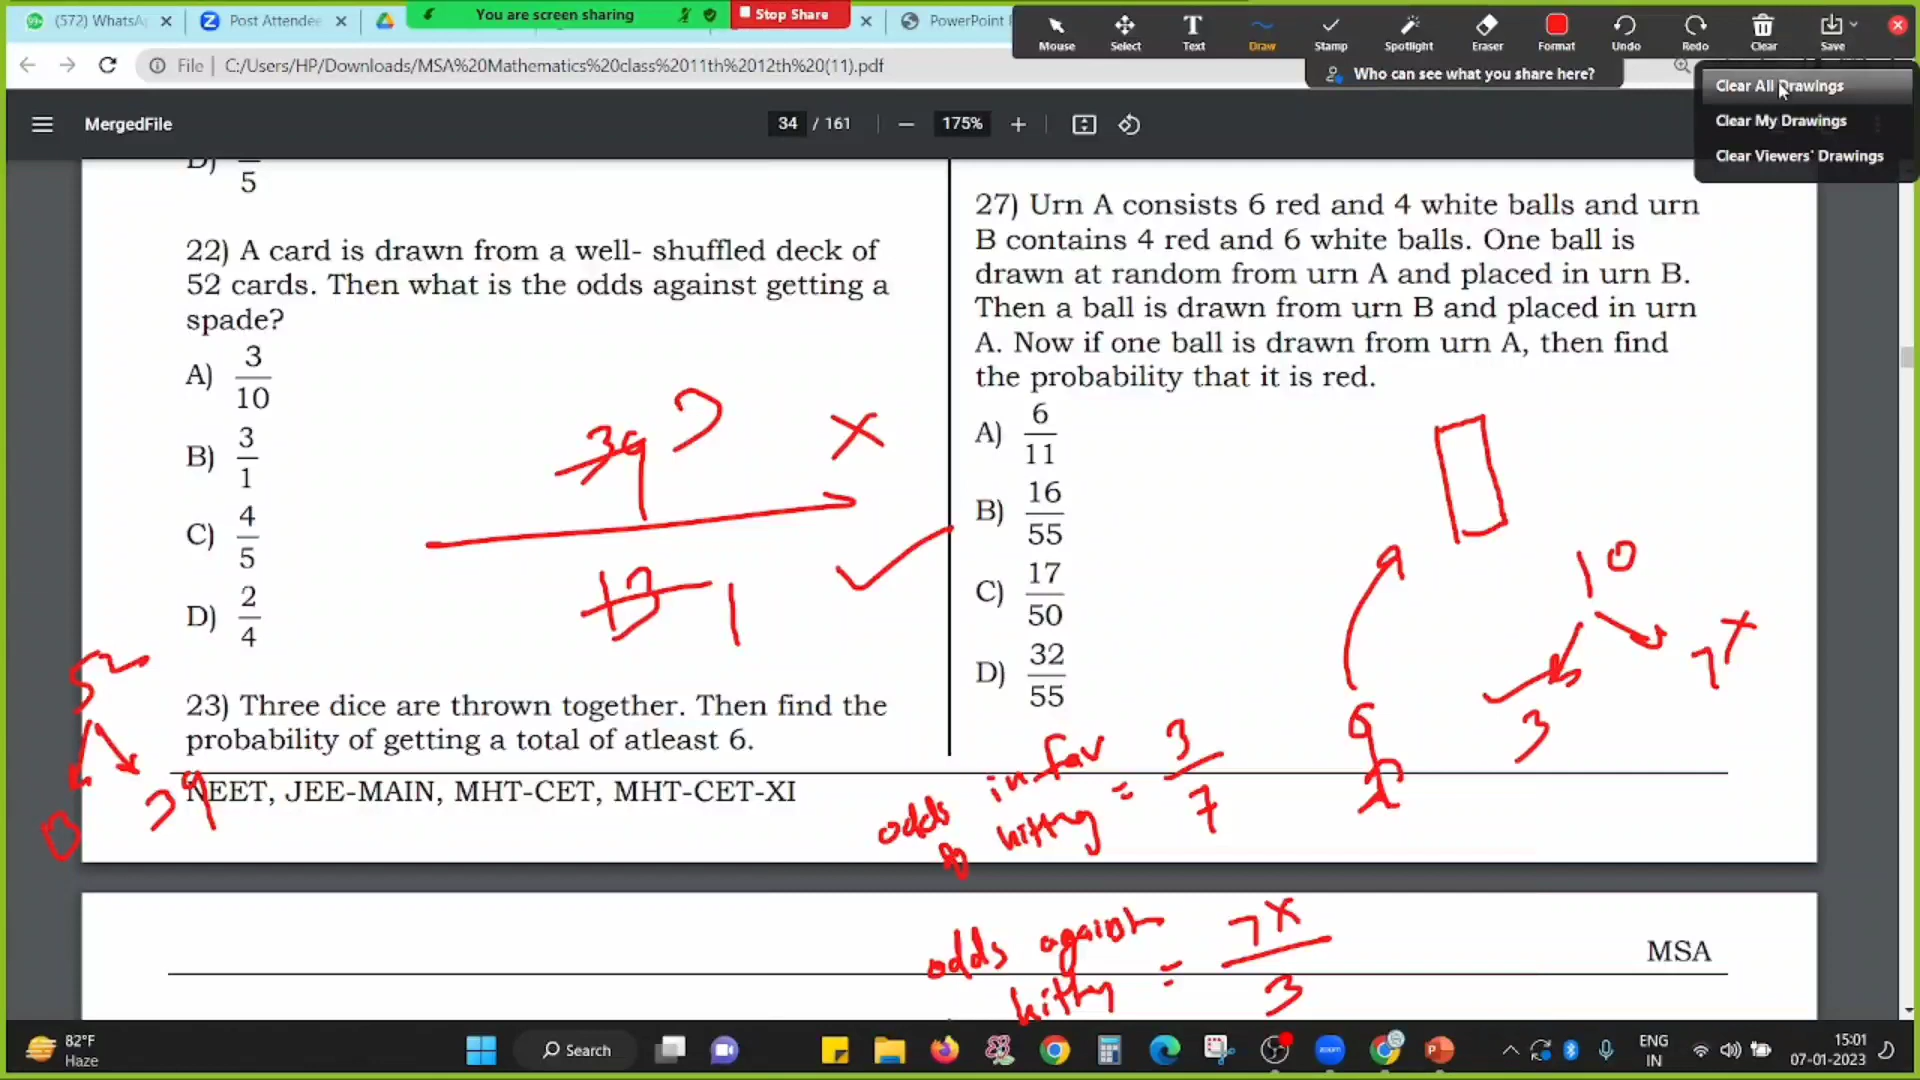 (572) WhatsA
Post Attendee
You are screen sharing
Stop Share
PowerPoint
Mouse
Select
Text
Draw
Stamp
Spotlight
Eraser
Format
Undo
Redo
Clear
Save
File
C:/Users/HP/Downloads/MSA%20Mathematics%20class%2011th%2012th%20(11).pdf
Who can see what you share here?
Clear All Drawings
Clear My Drawings
Clear Viewers' Drawings
MergedFile
34 / 161
175%
D) 5
22) A card is drawn from a well- shuffled deck of
52 cards. Then what is the odds against getting a
spade?
A) 3/10
B) 3/1
C) 4/5
D) 2/4
39 3 X
13 1
52
39
23) Three dice are thrown together. Then find the
probability of getting a total of atleast 6.
NEET, JEE-MAIN, MHT-CET, MHT-CET-XI
27) Urn A consists 6 red and 4 white balls and urn
B contains 4 red and 6 white balls. One ball is
drawn at random from urn A and placed in urn B.
Then a ball is drawn from urn B and placed in urn
A. Now if one ball is drawn from urn A, then find
the probability that it is red.
A) 6/11
B) 16/55
C) 17/50
D) 32/55
10
7 X
3
odds in fav
hitting = 3/7
odds against
hitting = 7X/3
MSA
82°F
Haze
Search
zoom
ENG
IN
15:01
07-01-2023